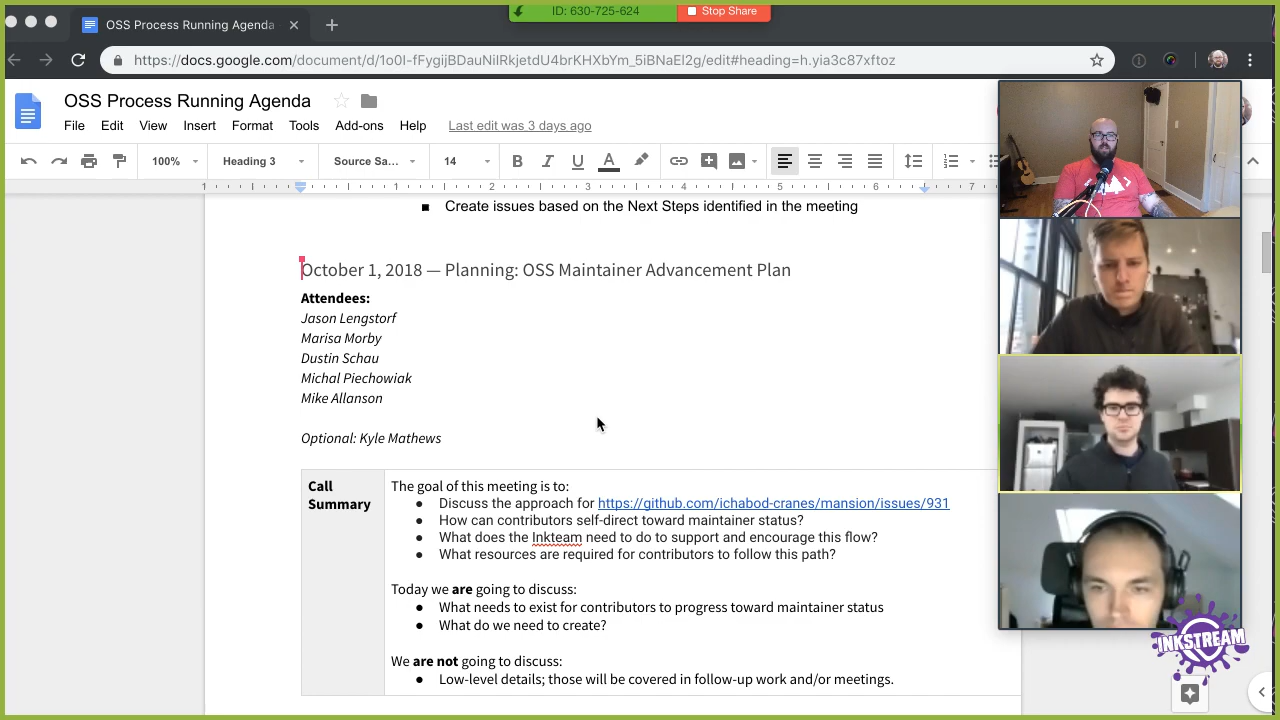 ID: 630-725-624
Stop Share
OSS Process Running Agenda
https://docs.google.com/document/d/1o0I-fFygijBDauNilRkjetdU4brKHXbYm_5iBNaEl2g/edit#heading=h.yia3c87xftoz
OSS Process Running Agenda
File Edit View Insert Format Tools Add-ons Help Last edit was 3 days ago
100% Heading 3 Source Sa... 14 B I U A
1 1 2 3 4 5 6 7
■ Create issues based on the Next Steps identified in the meeting
October 1, 2018 — Planning: OSS Maintainer Advancement Plan
Attendees:
Jason Lengstorf
Marisa Morby
Dustin Schau
Michal Piechowiak
Mike Allanson
Optional: Kyle Mathews
Call
Summary
The goal of this meeting is to:
● Discuss the approach for https://github.com/ichabod-cranes/mansion/issues/931
● How can contributors self-direct toward maintainer status?
● What does the Inkteam need to do to support and encourage this flow?
● What resources are required for contributors to follow this path?
Today we are going to discuss:
● What needs to exist for contributors to progress toward maintainer status
● What do we need to create?
We are not going to discuss:
● Low-level details; those will be covered in follow-up work and/or meetings.
INKSTREAM